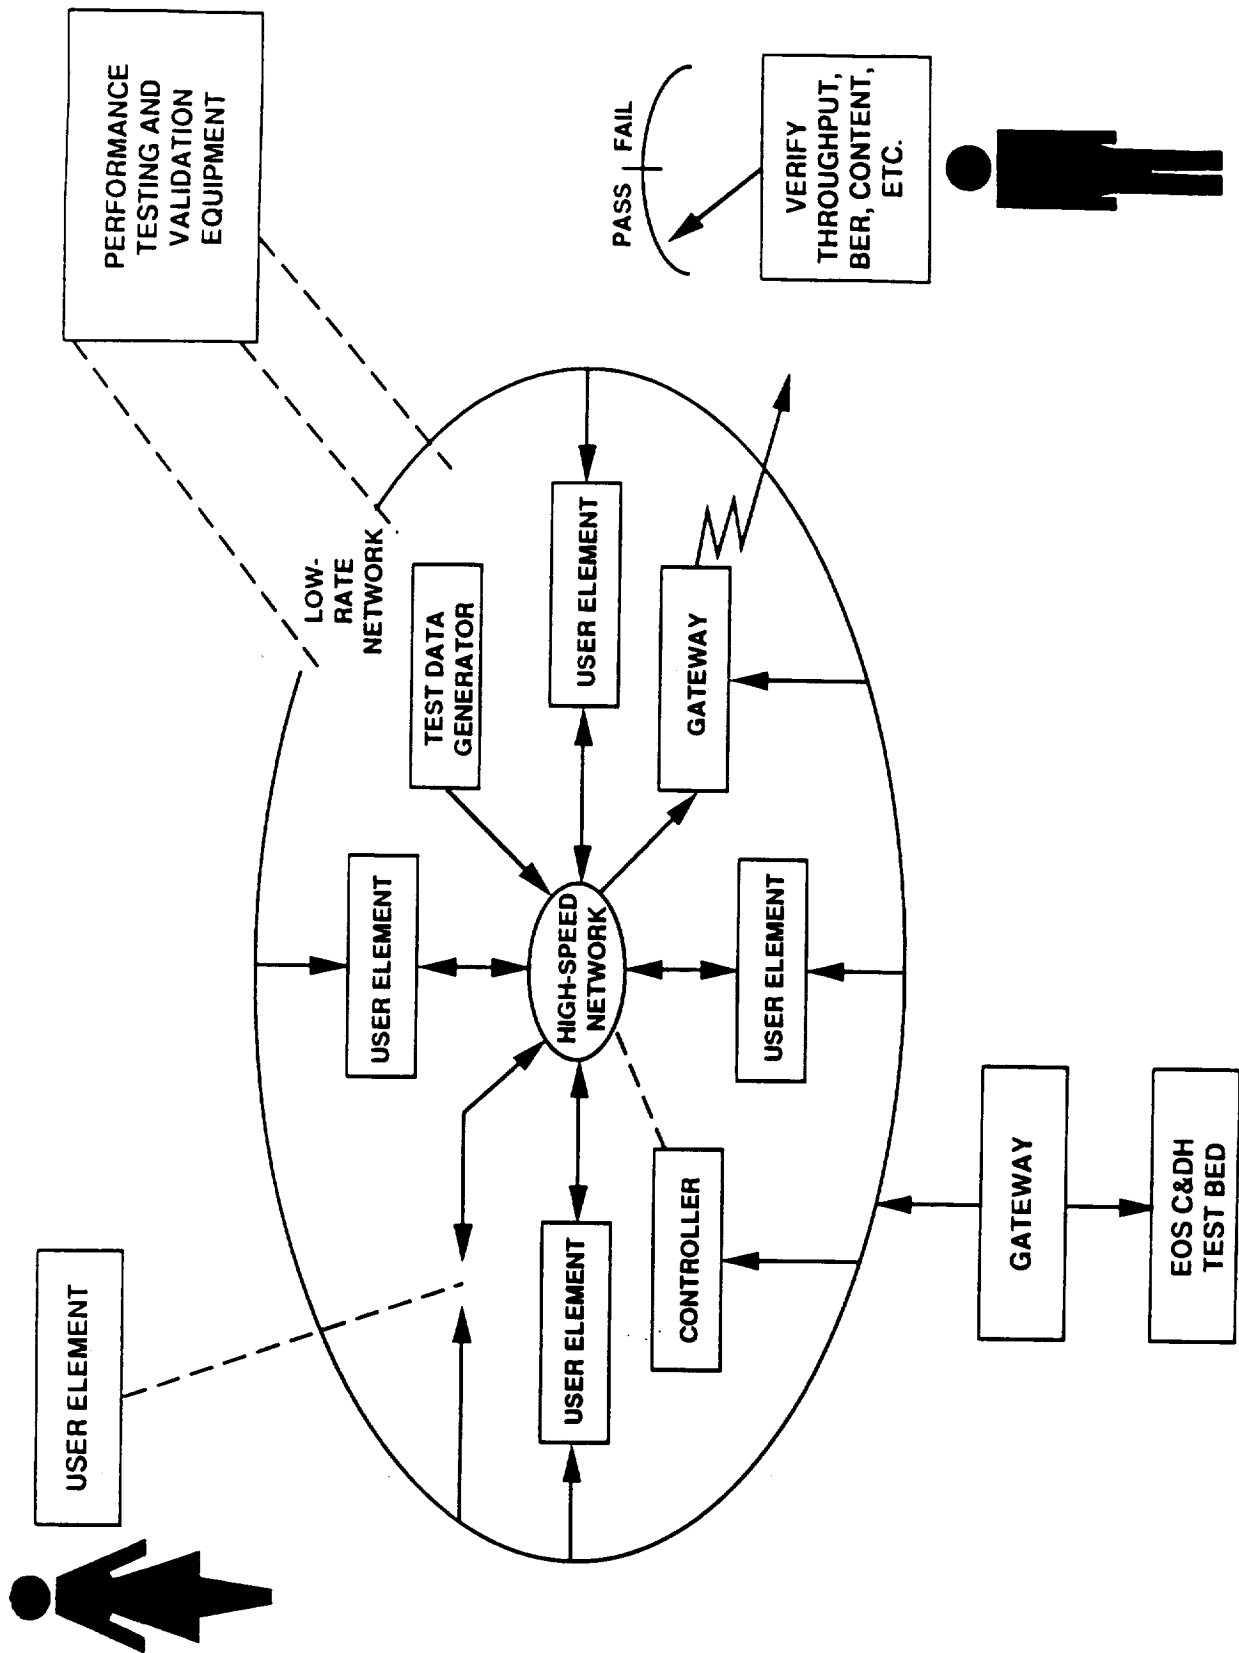 USER ELEMENT
PERFORMANCE
TESTING AND
VALIDATION
EQUIPMENT
LOW-
RATE
NETWORK
USER ELEMENT
TEST DATA
GENERATOR
HIGH-SPEED
NETWORK
USER ELEMENT
USER ELEMENT
CONTROLLER
USER ELEMENT
GATEWAY
PASS
FAIL
VERIFY
THROUGHPUT,
BER, CONTENT,
ETC.
GATEWAY
EOS C&DH
TEST BED